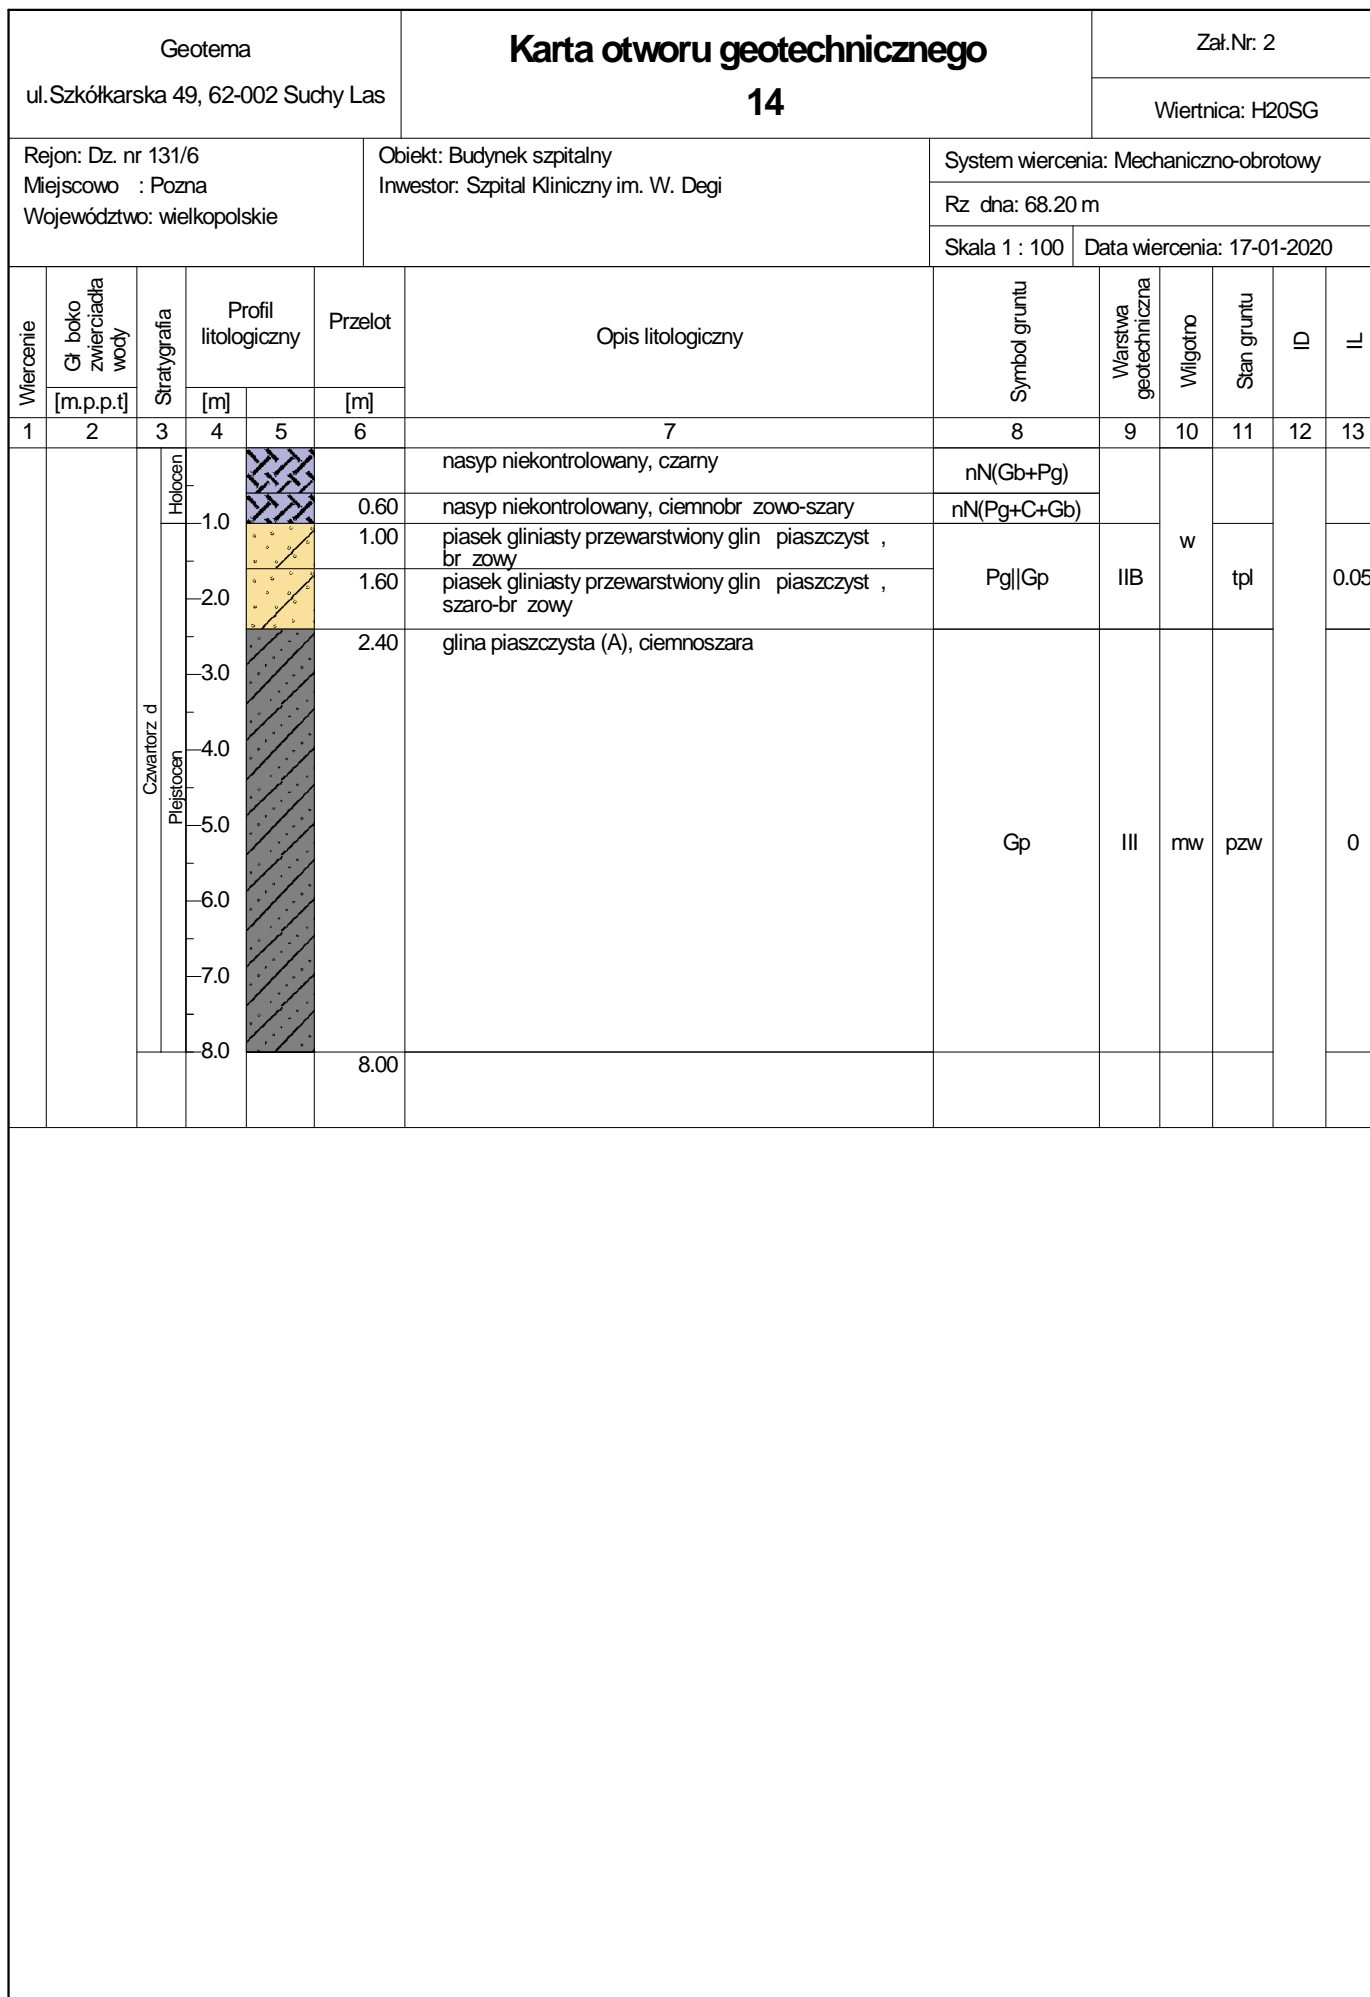 Geotema
ul.Szkółkarska 49, 62-002 Suchy Las
Karta otworu geotechnicznego
14
Zał.Nr: 2
Wiertnica: H20SG
Rejon: Dz. nr 131/6
Miejscowo : Pozna
Województwo: wielkopolskie
Obiekt: Budynek szpitalny
Inwestor: Szpital Kliniczny im. W. Degi
System wiercenia: Mechaniczno-obrotowy
Rz dna: 68.20 m
Skala 1 : 100
Data wiercenia: 17-01-2020
Wiercenie
Gł boko
zwierciadła
wody
[m.p.p.t]
Stratygrafia
Profil
litologiczny
[m]
Przelot
[m]
Opis litologiczny
Symbol gruntu
Warstwa
geotechniczna
Wilgotno
Stan gruntu
ID
IL
1 2 3 4 5 6 7 8 9 10 11 12 13
Czwartorz d
Holocen
Plejstocen
1.0
2.0
3.0
4.0
5.0
6.0
7.0
8.0
nasyp niekontrolowany, czarny
nN(Gb+Pg)
0.60 nasyp niekontrolowany, ciemnobr zowo-szary
nN(Pg+C+Gb)
w
1.00 piasek gliniasty przewarstwiony glin piaszczyst ,
br zowy
1.60 piasek gliniasty przewarstwiony glin piaszczyst ,
szaro-br zowy
Pg||Gp IIB tpl 0.05
2.40 glina piaszczysta (A), ciemnoszara
Gp III mw pzw 0
8.00